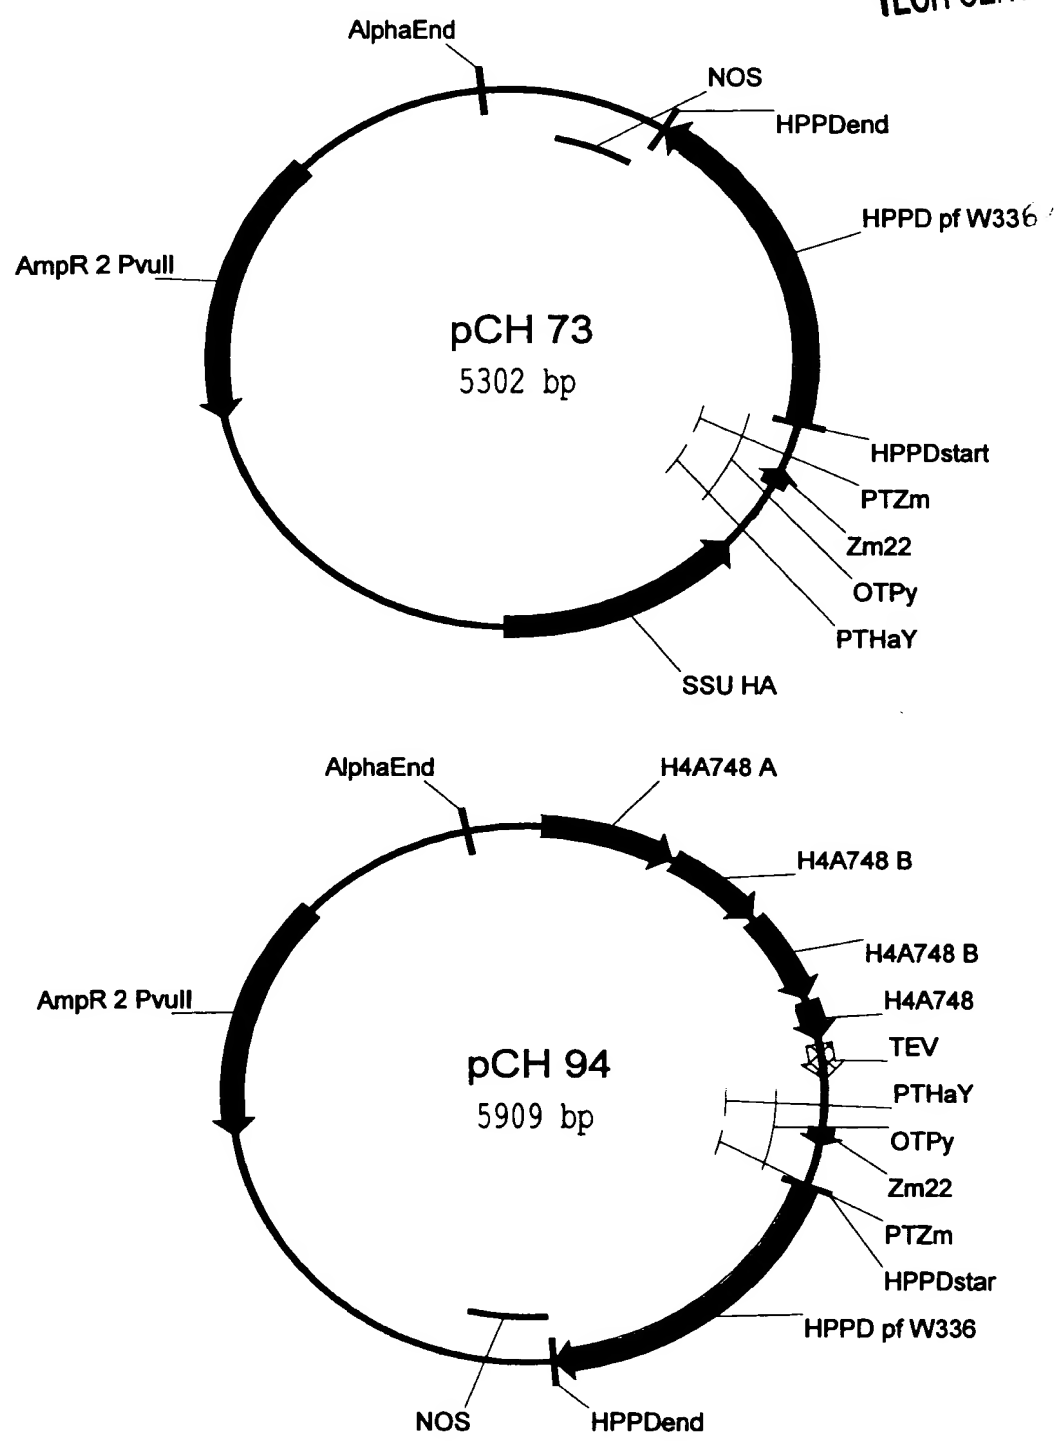 AlphaEnd
NOS
HPPDend
HPPD pf W336
AmpR 2 PvuII
pCH 73
5302 bp
HPPDstart
PTZm
Zm22
OTPy
PTHaY
SSU HA
AlphaEnd
H4A748 A
H4A748 B
H4A748 B
AmpR 2 PvuII
H4A748
TEV
pCH 94
5909 bp
PTHaY
OTPy
Zm22
PTZm
HPPDstar
HPPD pf W336
NOS
HPPDend